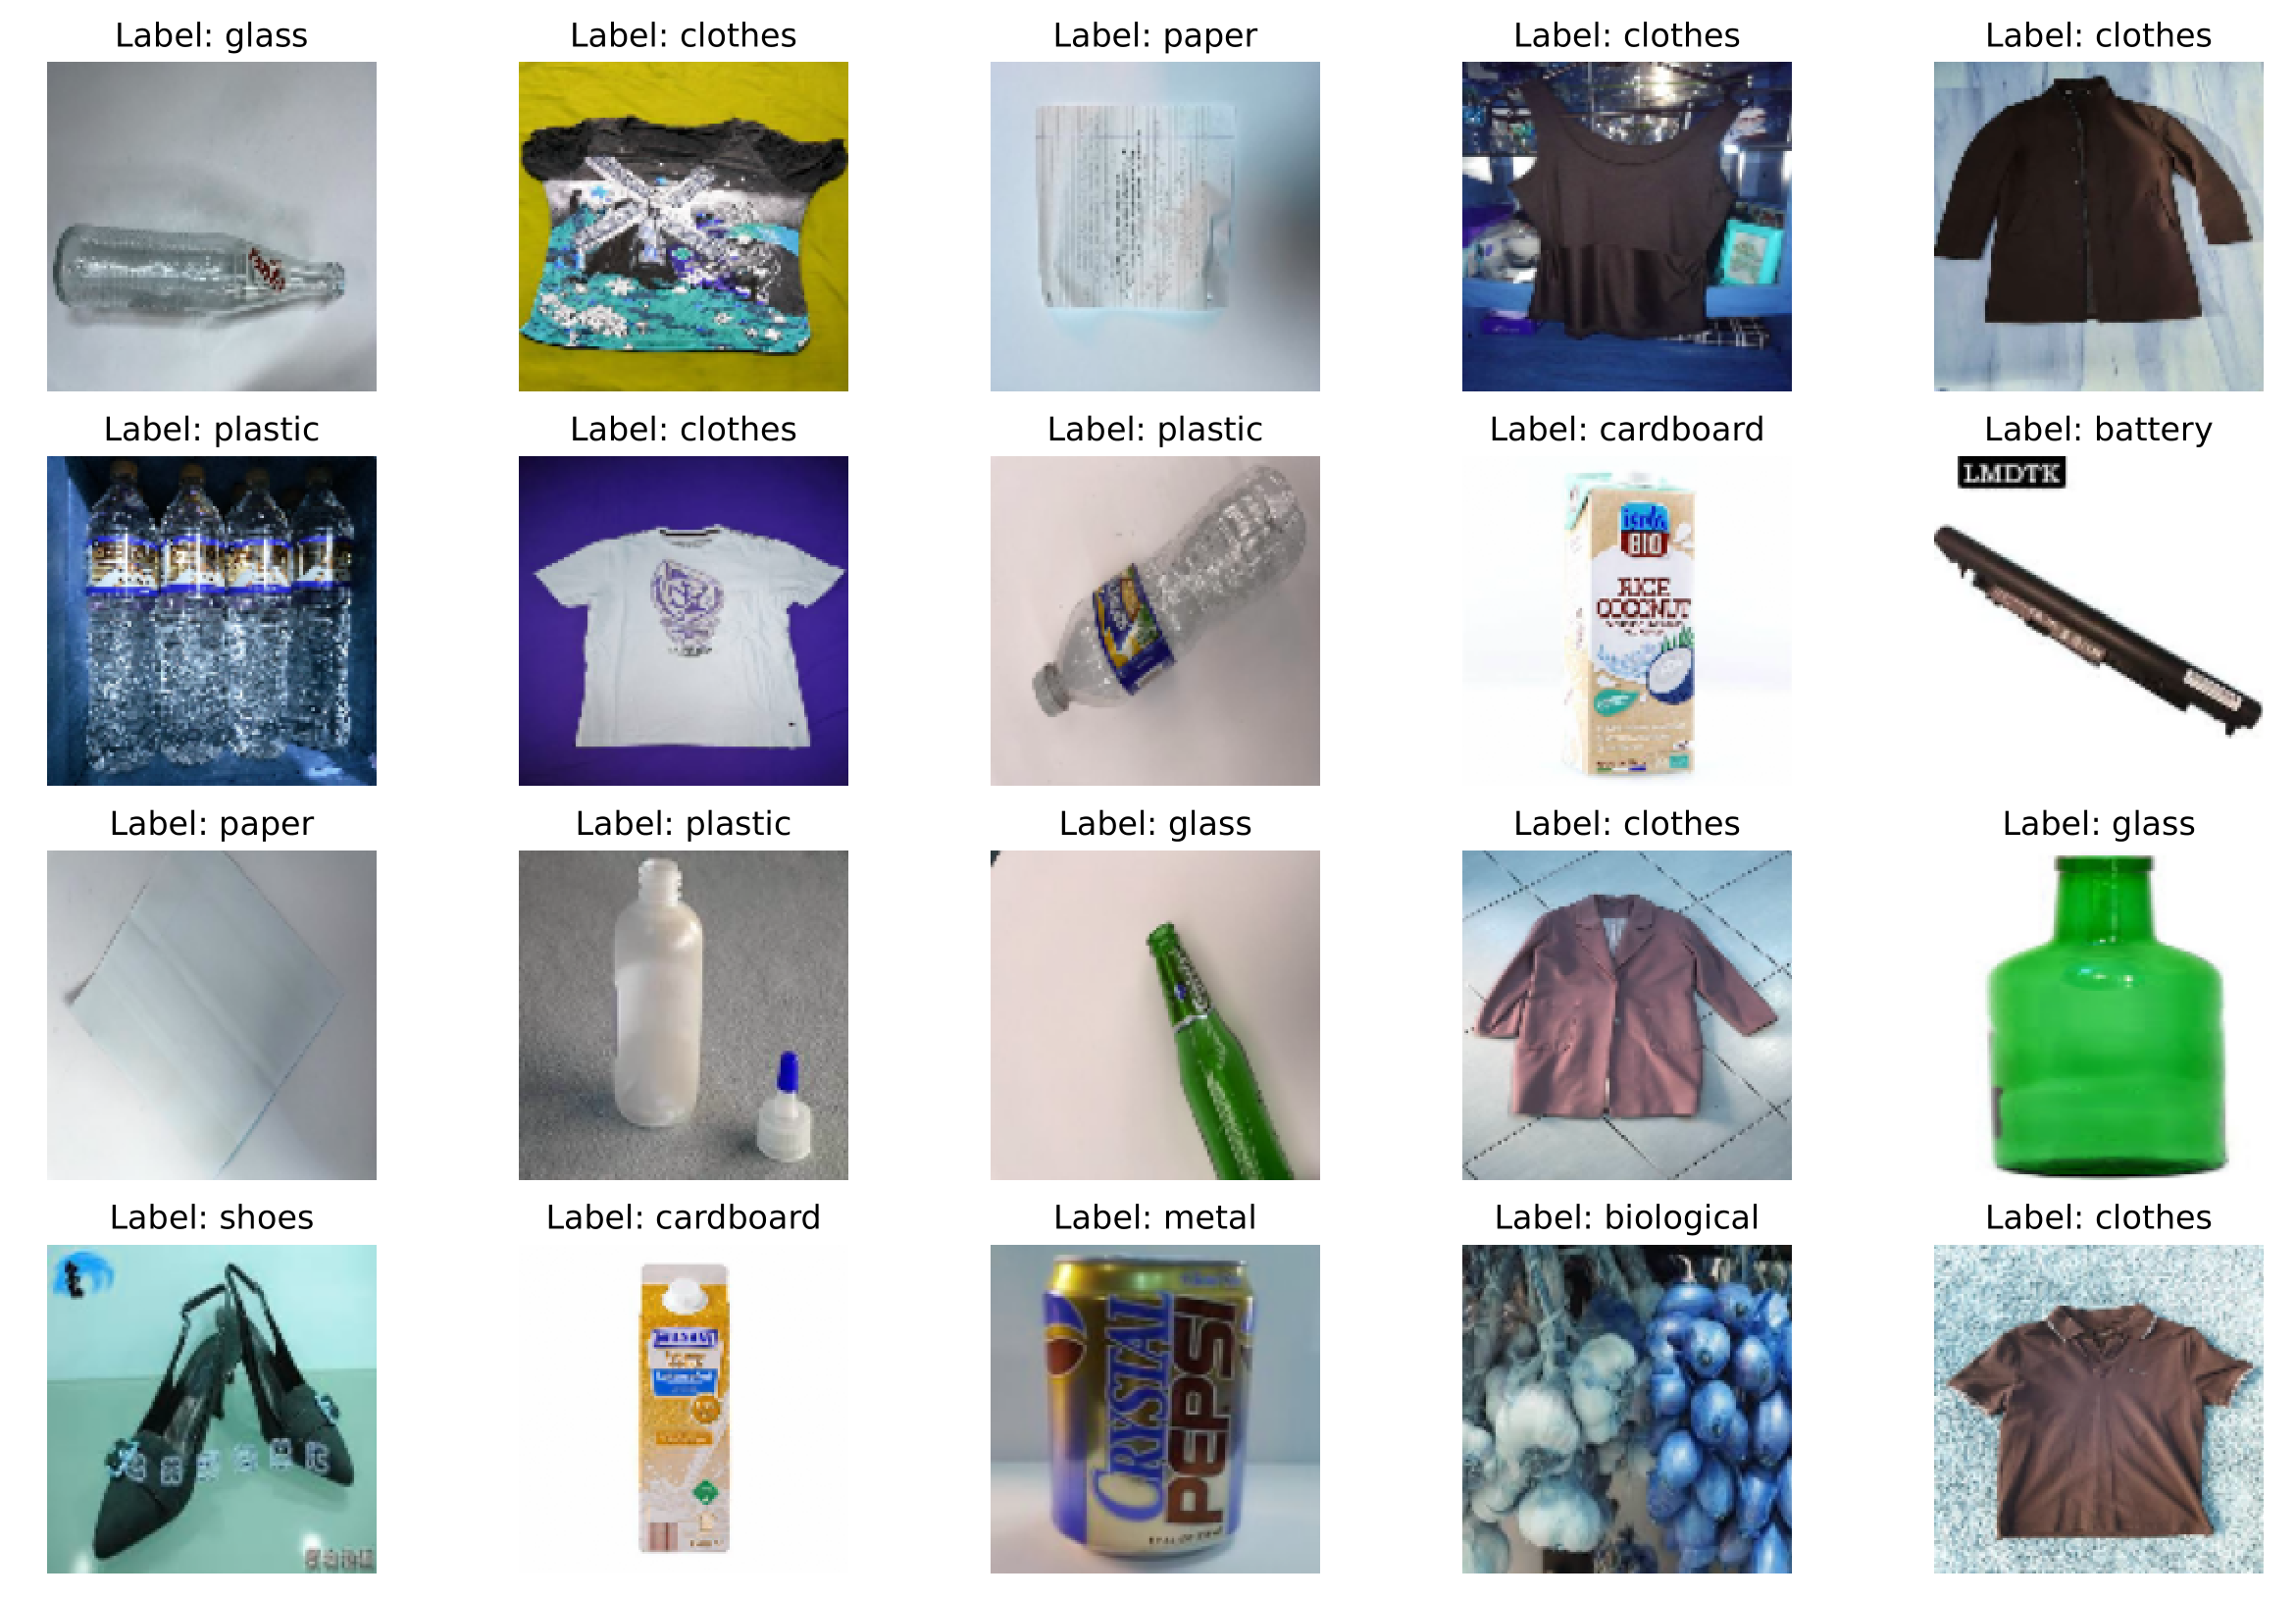 Label: glass
Label: clothes
Label: paper
Label: clothes
Label: clothes
Label: plastic
Label: clothes
Label: plastic
Label: cardboard
Label: battery
BIO
RICE
COCONUT
LMDTK
Label: paper
Label: plastic
Label: glass
Label: clothes
Label: glass
Label: shoes
Label: cardboard
Label: metal
Label: biological
Label: clothes
CRYSTAL
PEPSI